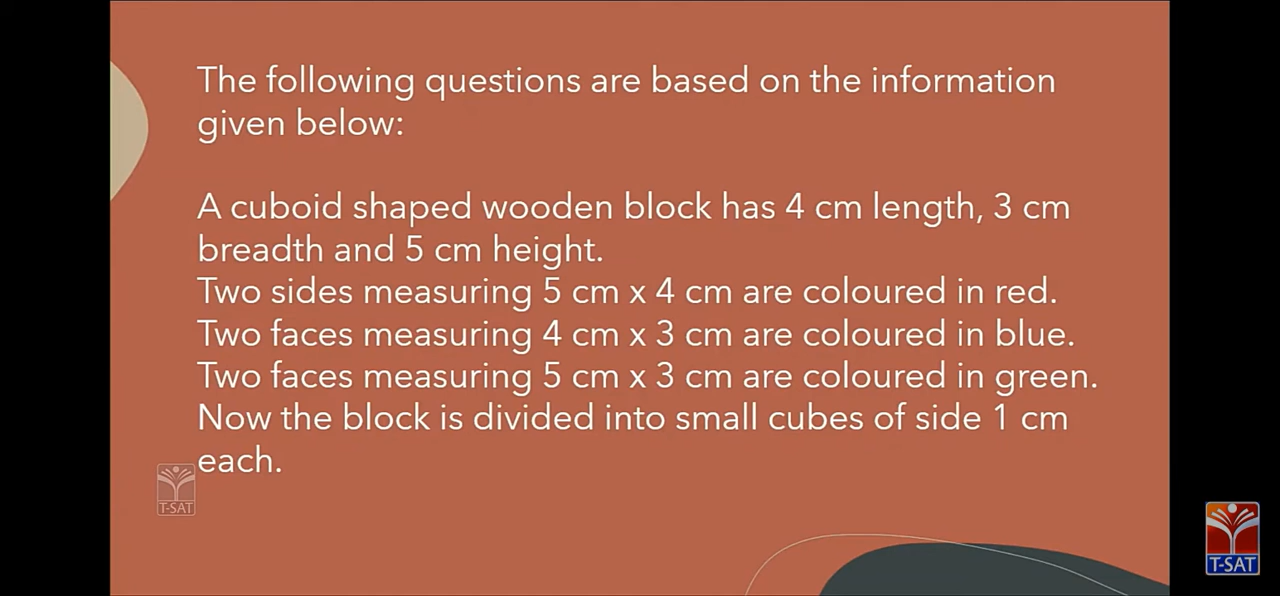 The following questions are based on the information
given below:
A cuboid shaped wooden block has 4 cm length, 3 cm
breadth and 5 cm height.
Two sides measuring 5 cm x 4 cm are coloured in red.
Two faces measuring 4 cm x 3 cm are coloured in blue.
Two faces measuring 5 cm x 3 cm are coloured in green.
Now the block is divided into small cubes of side 1 cm
each.
T-SAT
T-SAT